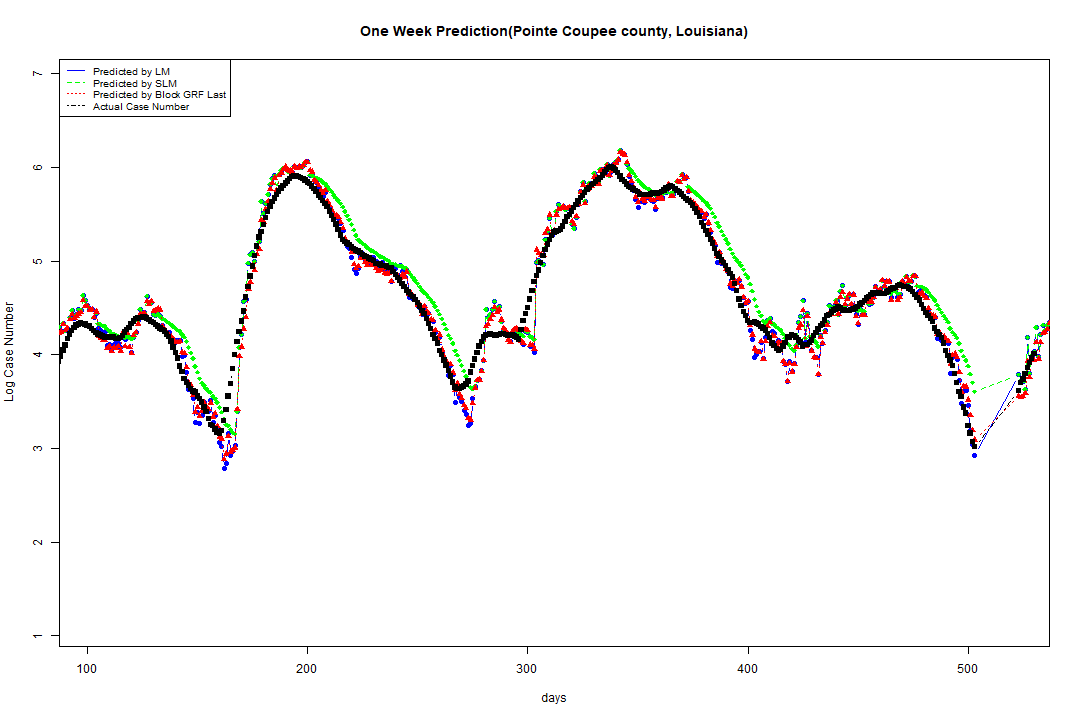 One Week Prediction(Pointe Coupee county, Louisiana)
Predicted by LM
Predicted by SLM
Predicted by Block GRF Last
Actual Case Number
Log Case Number
7
6
5
4
3
2
1
100 200 300 400 500
days